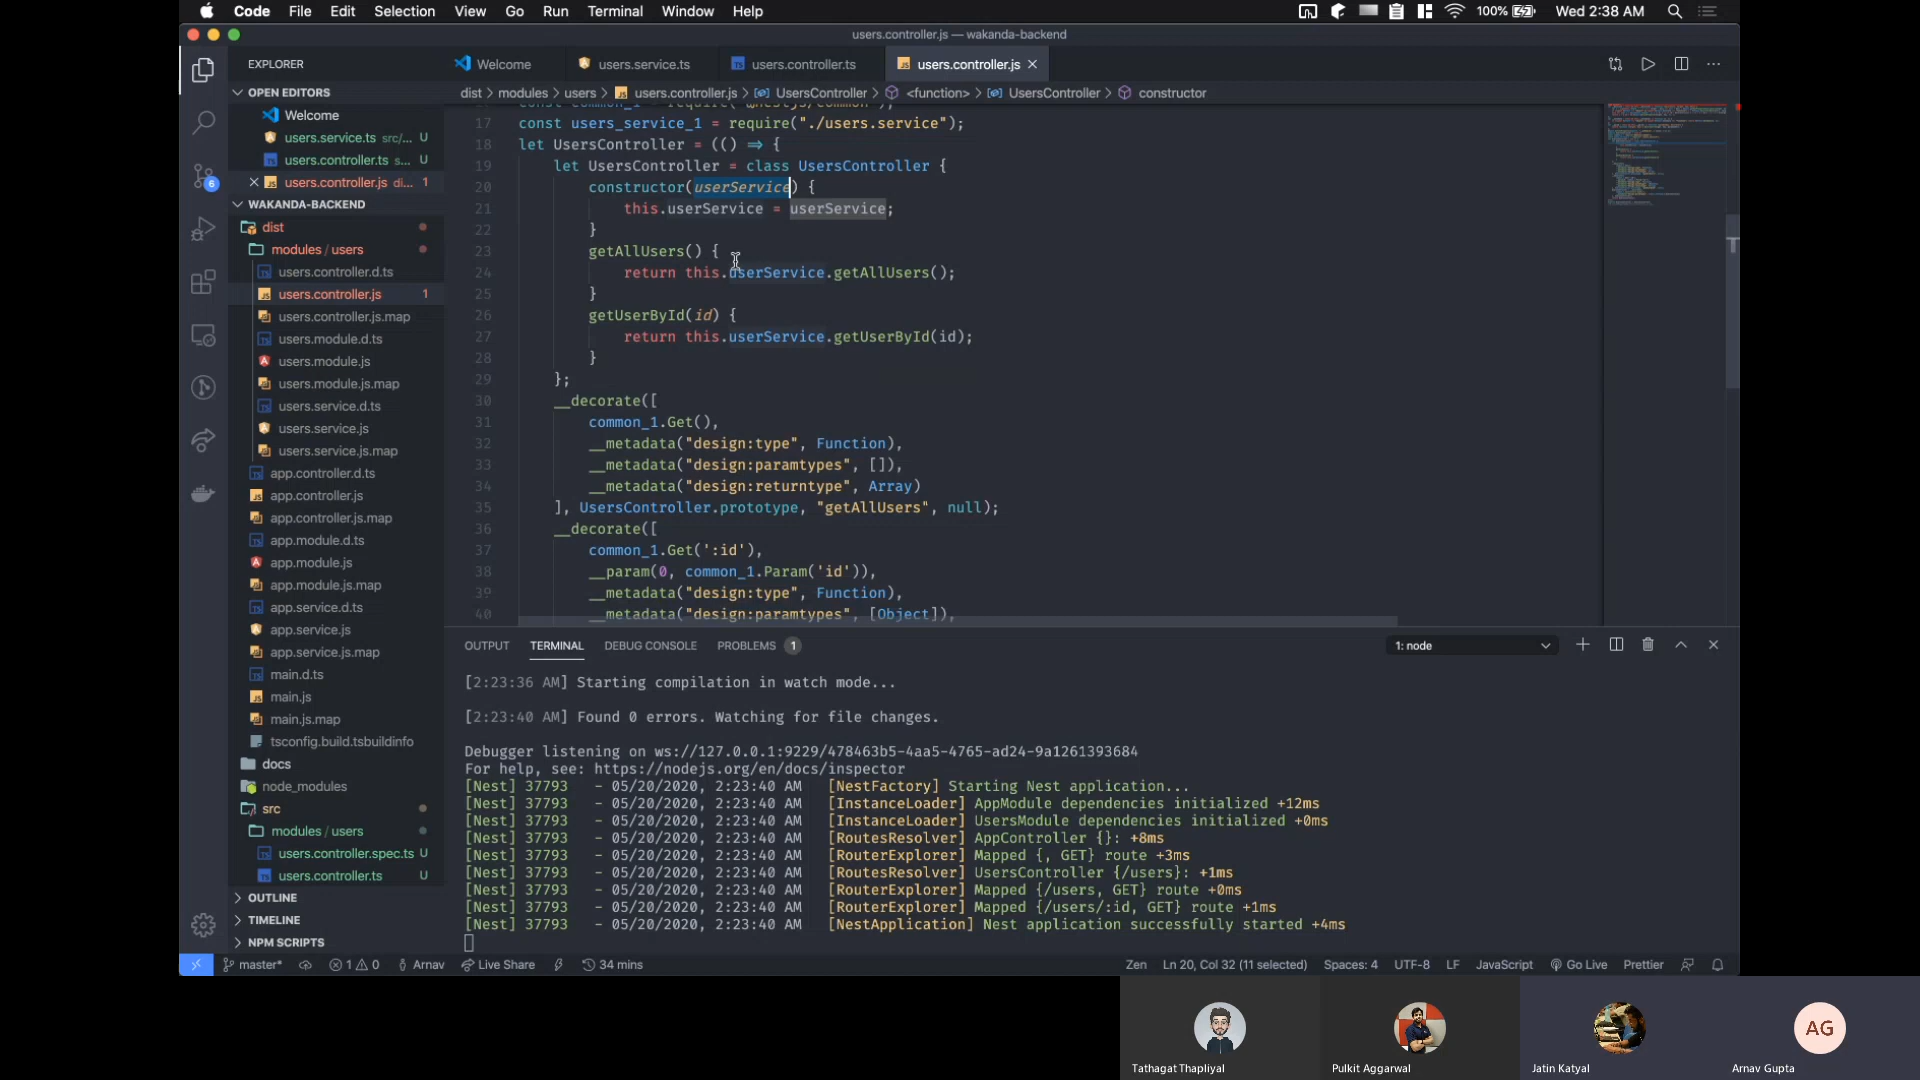 Code File Edit Selection View Go Run Terminal Window Help 100% Wed 2:38 AM
users.controller.js — wakanda-backend
EXPLORER
Welcome users.service.ts users.controller.ts users.controller.js
OPEN EDITORS
dist > modules > users > users.controller.js > UsersController > <function> > UsersController > constructor
Welcome
users.service.ts src/... U
users.controller.ts s... U
users.controller.js di... 1
WAKANDA-BACKEND
dist
modules / users
users.controller.d.ts
users.controller.js 1
users.controller.js.map
users.module.d.ts
users.module.js
users.module.js.map
users.service.d.ts
users.service.js
users.service.js.map
app.controller.d.ts
app.controller.js
app.controller.js.map
app.module.d.ts
app.module.js
app.module.js.map
app.service.d.ts
app.service.js
app.service.js.map
main.d.ts
main.js
main.js.map
tsconfig.build.tsbuildinfo
docs
node_modules
src
modules / users
users.controller.spec.ts U
users.controller.ts U
OUTLINE
TIMELINE
NPM SCRIPTS
const common_1 = require("@nestjs/common");
17 const users_service_1 = require("./users.service");
18 let UsersController = (() => {
19 let UsersController = class UsersController {
20 constructor(userService) {
21 this.userService = userService;
22 }
23 getAllUsers() {
24 return this.userService.getAllUsers();
25 }
26 getUserById(id) {
27 return this.userService.getUserById(id);
28 }
29 };
30 __decorate([
31 common_1.Get(),
32 __metadata("design:type", Function),
33 __metadata("design:paramtypes", []),
34 __metadata("design:returntype", Array)
35 ], UsersController.prototype, "getAllUsers", null);
36 __decorate([
37 common_1.Get(':id'),
38 __param(0, common_1.Param('id')),
39 __metadata("design:type", Function),
40 __metadata("design:paramtypes", [Object]),
OUTPUT TERMINAL DEBUG CONSOLE PROBLEMS 1 1: node
[2:23:36 AM] Starting compilation in watch mode...
[2:23:40 AM] Found 0 errors. Watching for file changes.
Debugger listening on ws://127.0.0.1:9229/478463b5-4aa5-4765-ad24-9a1261393684
For help, see: https://nodejs.org/en/docs/inspector
[Nest] 37793 - 05/20/2020, 2:23:40 AM [NestFactory] Starting Nest application...
[Nest] 37793 - 05/20/2020, 2:23:40 AM [InstanceLoader] AppModule dependencies initialized +12ms
[Nest] 37793 - 05/20/2020, 2:23:40 AM [InstanceLoader] UsersModule dependencies initialized +0ms
[Nest] 37793 - 05/20/2020, 2:23:40 AM [RoutesResolver] AppController {}: +8ms
[Nest] 37793 - 05/20/2020, 2:23:40 AM [RouterExplorer] Mapped {, GET} route +3ms
[Nest] 37793 - 05/20/2020, 2:23:40 AM [RoutesResolver] UsersController {/users}: +1ms
[Nest] 37793 - 05/20/2020, 2:23:40 AM [RouterExplorer] Mapped {/users, GET} route +0ms
[Nest] 37793 - 05/20/2020, 2:23:40 AM [RouterExplorer] Mapped {/users/:id, GET} route +1ms
[Nest] 37793 - 05/20/2020, 2:23:40 AM [NestApplication] Nest application successfully started +4ms
master* 1 0 Arnav Live Share 34 mins Zen Ln 20, Col 32 (11 selected) Spaces: 4 UTF-8 LF JavaScript Go Live Prettier
6
AG
Tathagat Thapliyal Pulkit Aggarwal Jatin Katyal Arnav Gupta